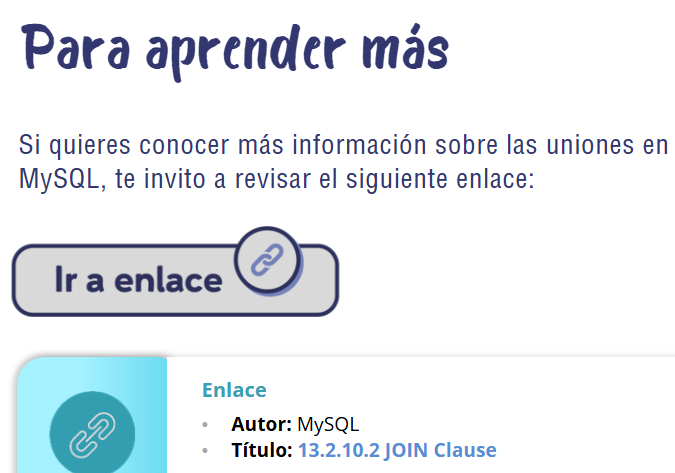 Para aprender más
Si quieres conocer más información sobre las uniones en
MySQL, te invito a revisar el siguiente enlace:
Ir a enlace
Enlace
• Autor: MySQL
• Título: 13.2.10.2 JOIN Clause